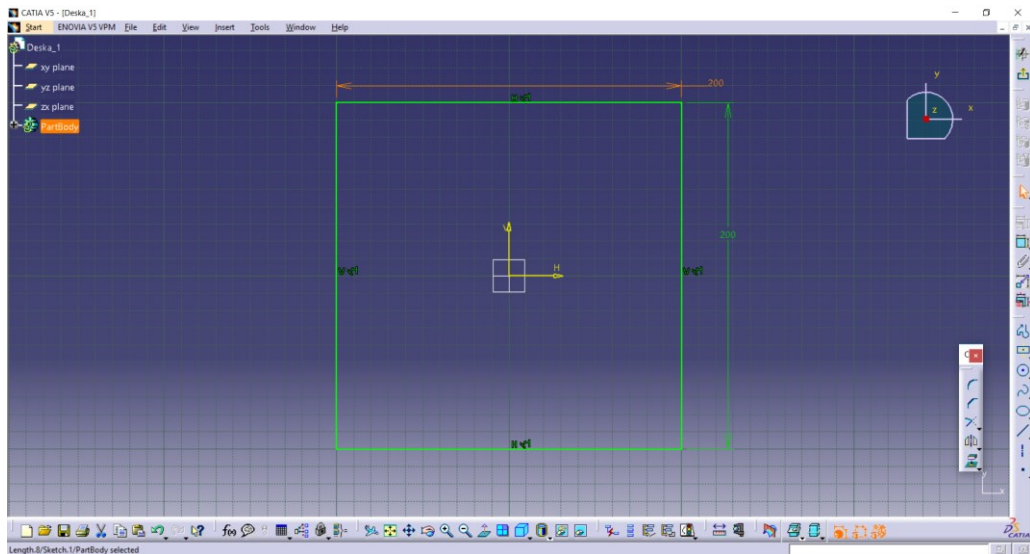 CATIA V5 - [Deska_1]
Start ENOVIA V5 VPM File Edit View Insert Tools Window Help
Deska_1
xy plane
yz plane
zx plane
PartBody
200
200
H
V
H
V
V
H
y
x
z
y
x
f(x)
CATIA
Length.8/Sketch.1/PartBody selected